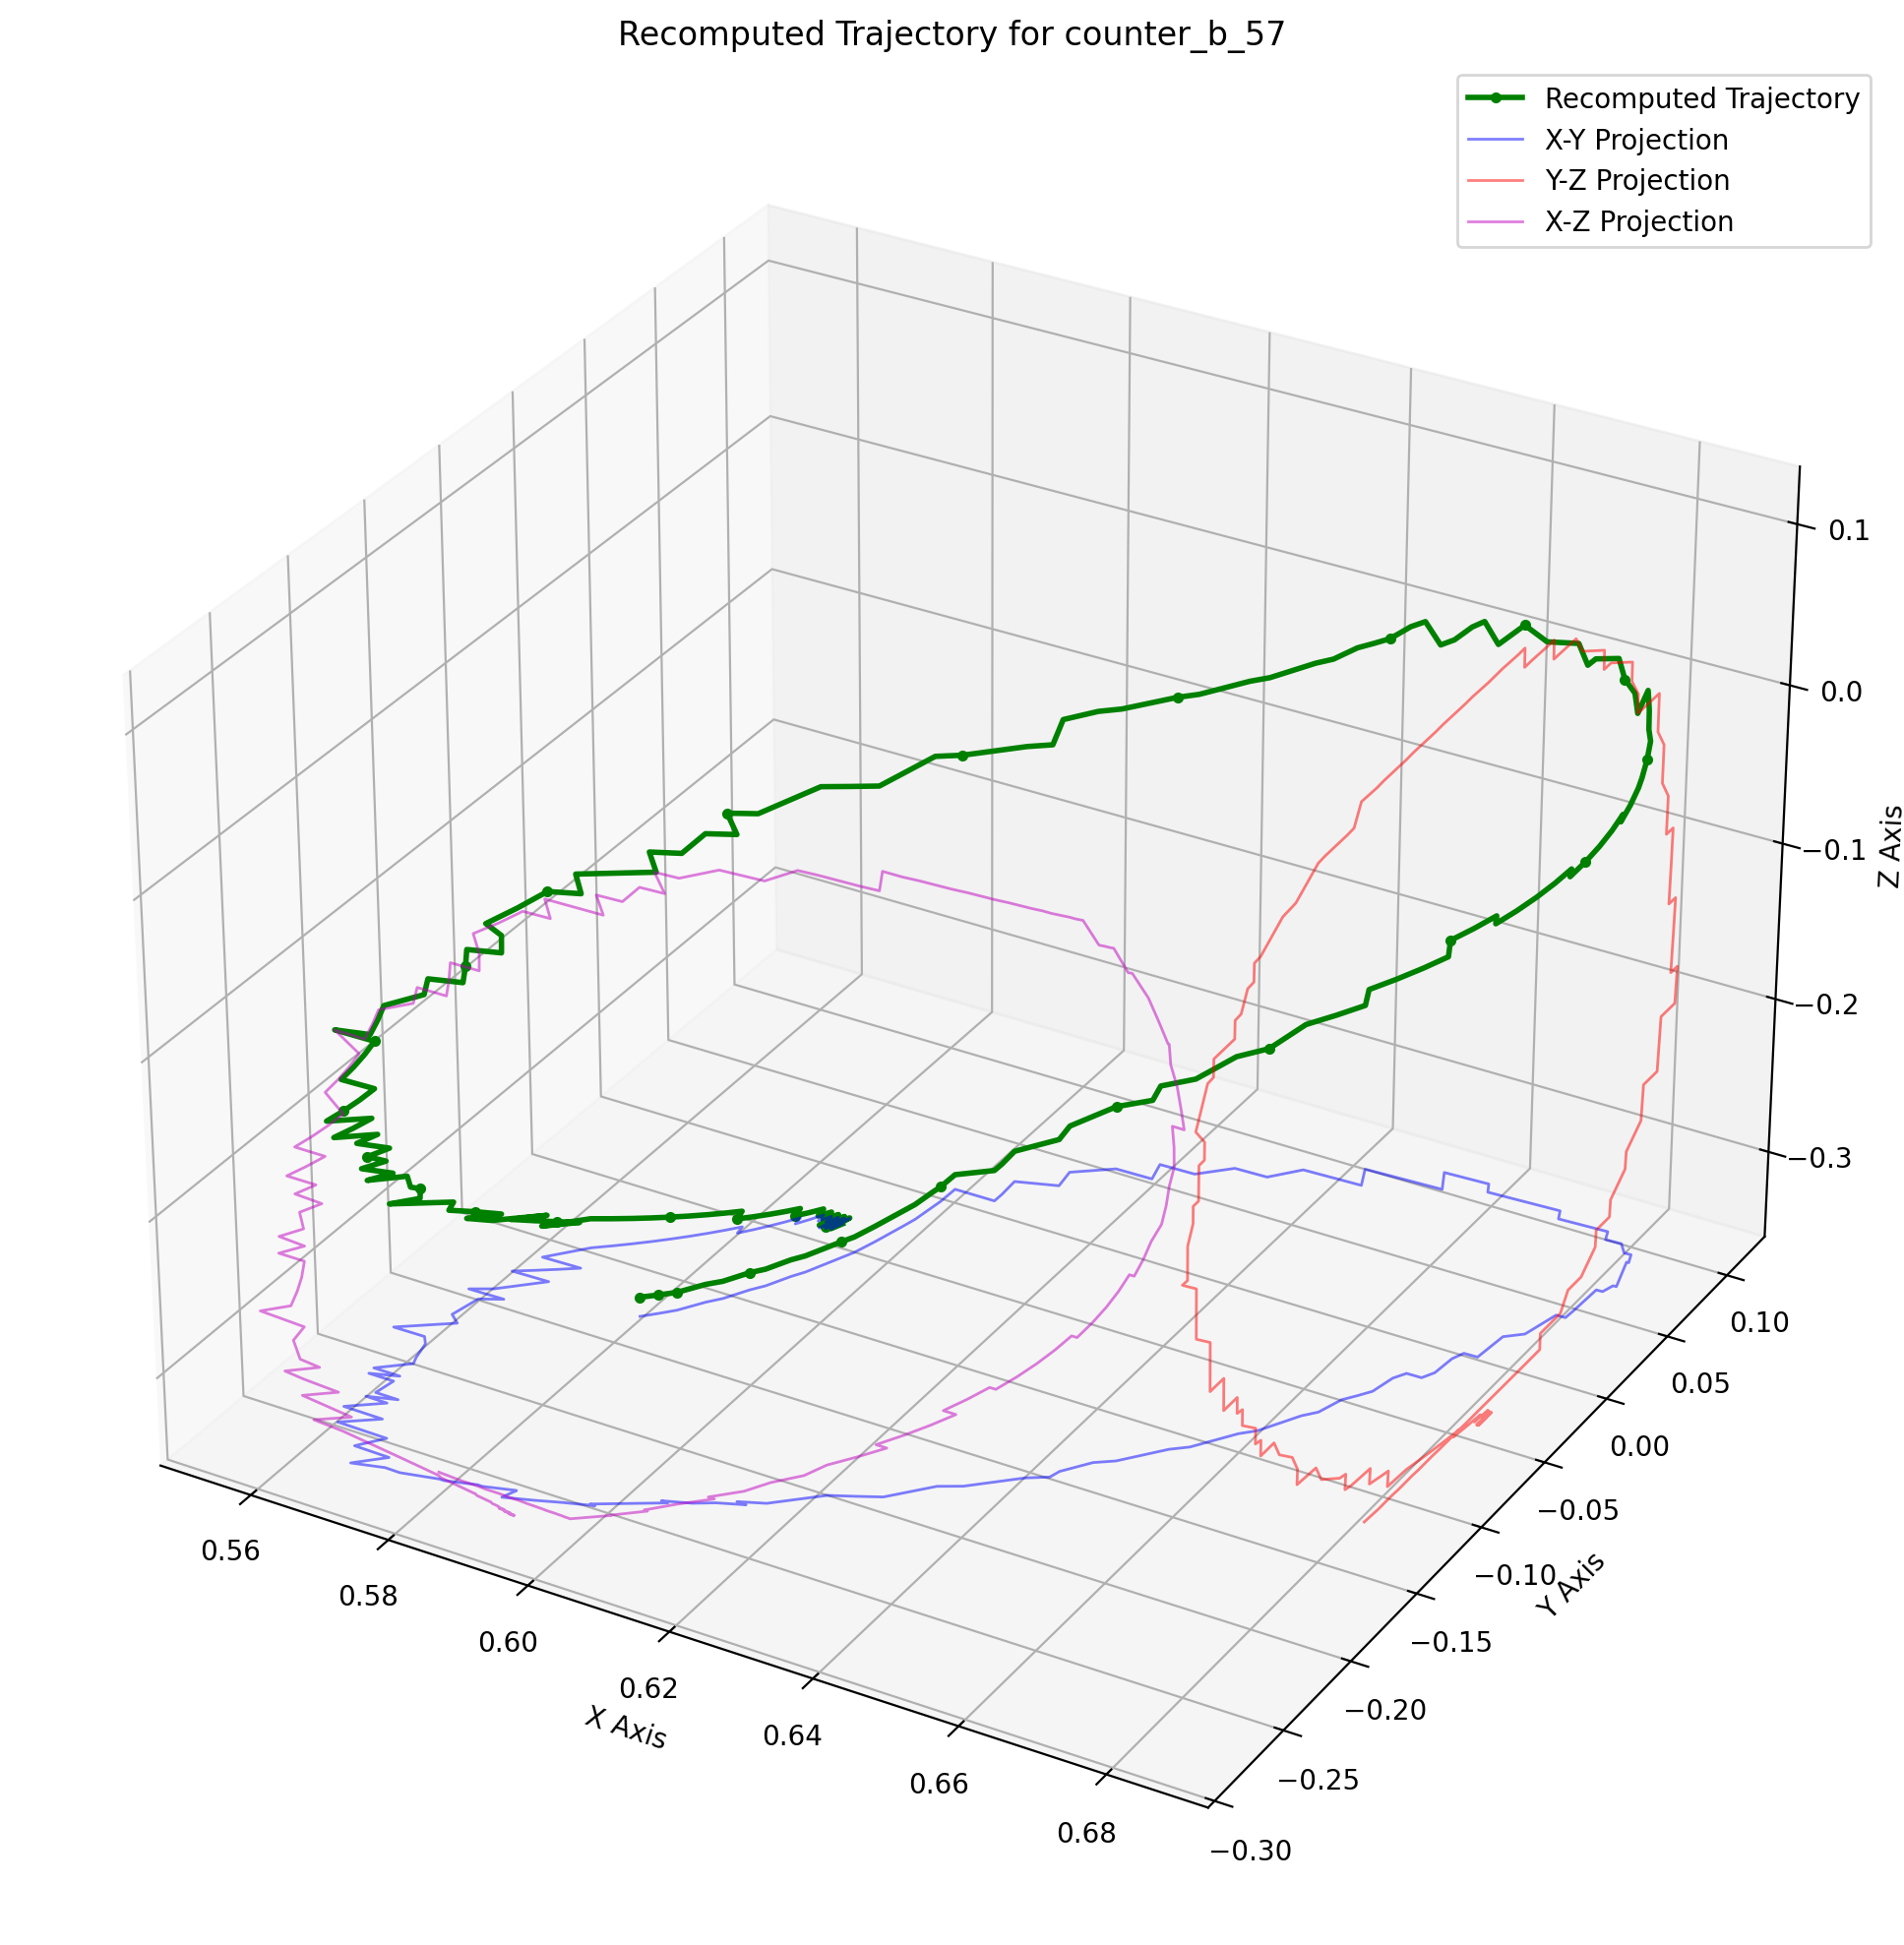 Recomputed Trajectory for counter_b_57
Recomputed Trajectory
X-Y Projection
Y-Z Projection
X-Z Projection
0.1
0.0
−0.1
−0.2
−0.3
Z Axis
0.10
0.05
0.00
−0.05
−0.10
−0.15
−0.20
−0.25
−0.30
Y Axis
0.56
0.58
0.60
0.62
0.64
0.66
0.68
X Axis